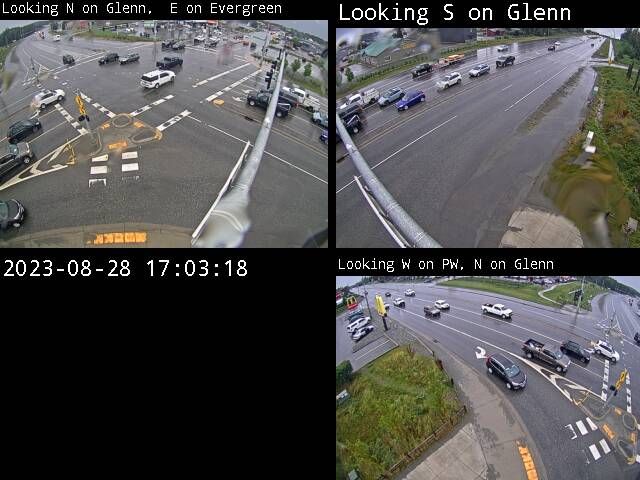 Looking N on Glenn,  E on Evergreen
Looking S on Glenn
2023-08-28 17:03:18
Looking W on PW, N on Glenn